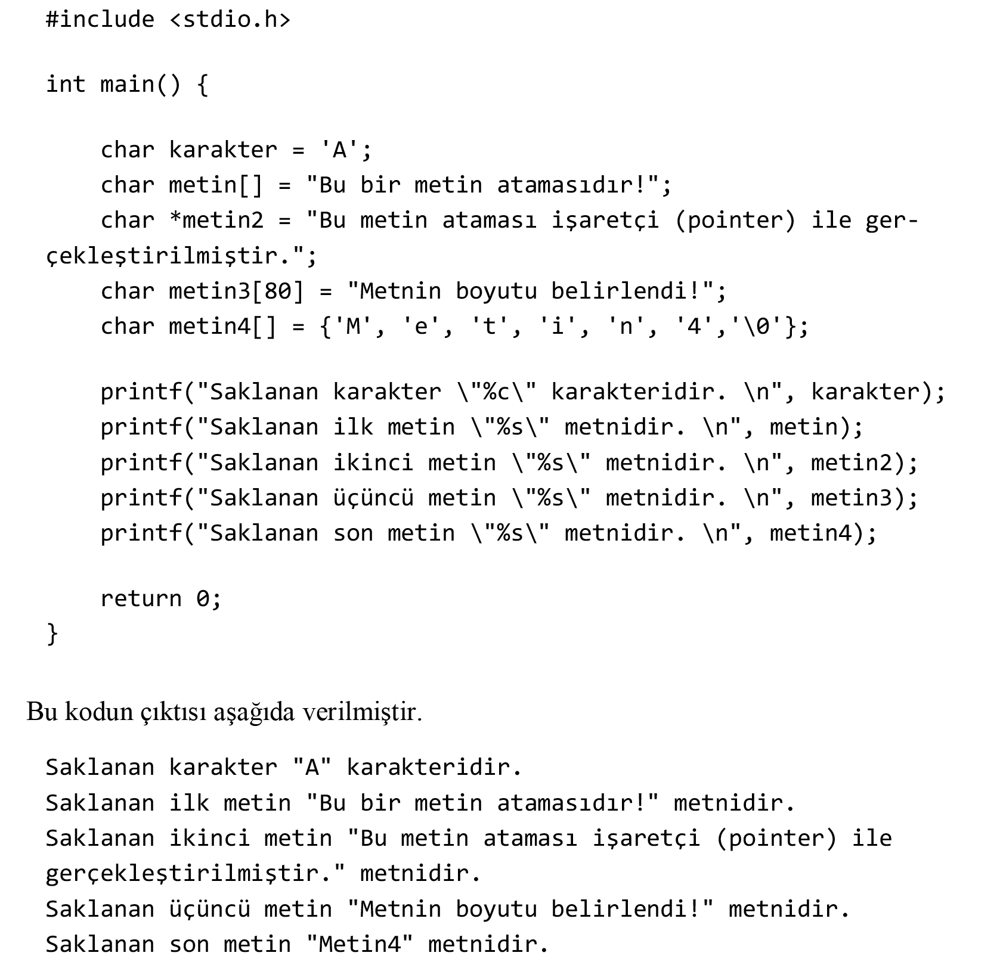 #include <stdio.h>
int main() {
char karakter = 'A';
char metin[] = "Bu bir metin atamasıdır!";
char *metin2 = "Bu metin ataması işaretçi (pointer) ile ger-
çekleştirilmiştir.";
char metin3[80] = "Metnin boyutu belirlendi!";
char metin4[] = {'M', 'e', 't', 'i', 'n', '4','\0'};
printf("Saklanan karakter \"%c\" karakteridir. \n", karakter);
printf("Saklanan ilk metin \"%s\" metnidir. \n", metin);
printf("Saklanan ikinci metin \"%s\" metnidir. \n", metin2);
printf("Saklanan üçüncü metin \"%s\" metnidir. \n", metin3);
printf("Saklanan son metin \"%s\" metnidir. \n", metin4);
return 0;
}
Bu kodun çıktısı aşağıda verilmiştir.
Saklanan karakter "A" karakteridir.
Saklanan ilk metin "Bu bir metin atamasıdır!" metnidir.
Saklanan ikinci metin "Bu metin ataması işaretçi (pointer) ile
gerçekleştirilmiştir." metnidir.
Saklanan üçüncü metin "Metnin boyutu belirlendi!" metnidir.
Saklanan son metin "Metin4" metnidir.